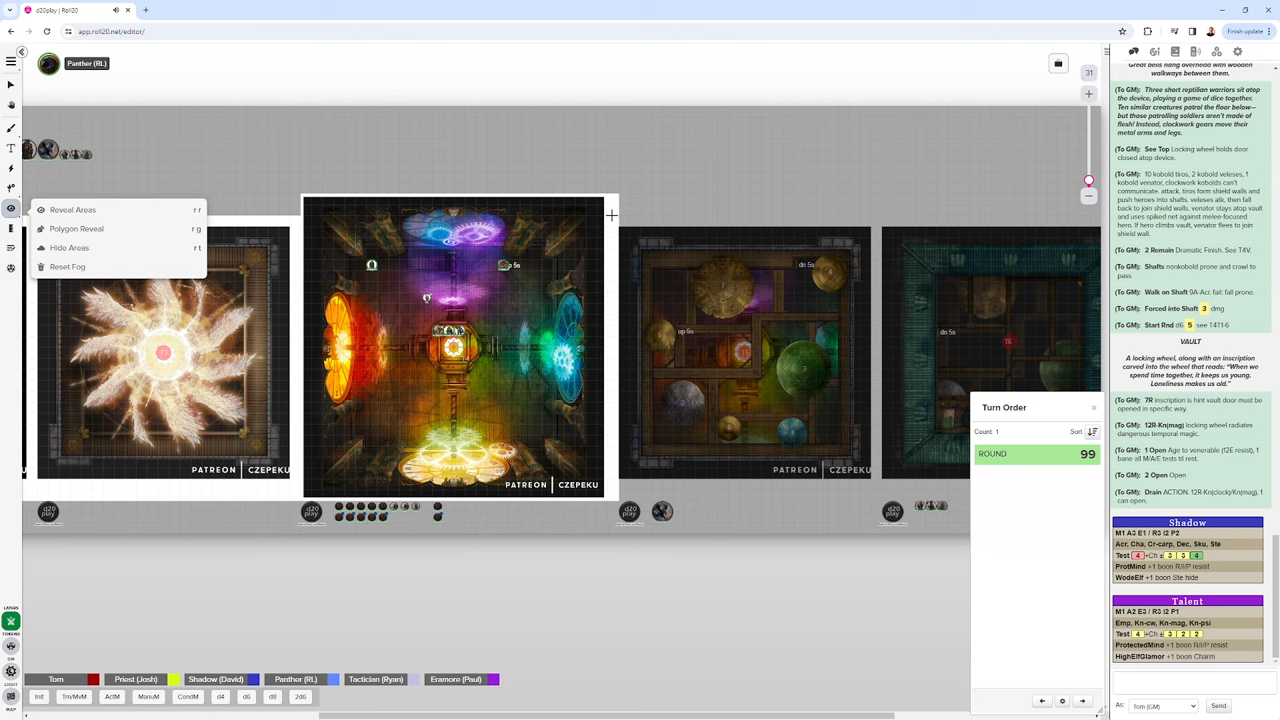 d20play | Roll20
Finish update
app.roll20.net/editor/
Panther (RL)
31
Reveal Areas r r
Polygon Reveal r g
Hide Areas r t
Reset Fog
PATREON | CZEPEKU
PATREON | CZEPEKU
PATREON | CZEPEKU
5s
up 5s
dn 5s
dn 5s
d20
play
d20
play
d20
play
d20
play
LAYERS
TOKENS
GM
LIGHT
MAP
Turn Order
Count: 1 Sort
ROUND 99
Great bells hang overhead with wooden
walkways between them.
(To GM): Three short reptilian warriors sit atop
the device, playing a game of dice together.
Ten similar creatures patrol the floor below—
but those patrolling soldiers aren't made of
flesh! Instead, clockwork gears move their
metal arms and legs.
(To GM): See Top Locking wheel holds door
closed atop device.
(To GM): 10 kobold tiros, 2 kobold veleses, 1
kobold venator, clockwork kobolds can't
communicate. attack. tiros form shield walls and
push heroes into shafts. veleses atk, then fall
back to join shield walls. venator stays atop vault
and uses spiked net against melee-focused
hero. If hero climbs vault, venator flees to join
shield wall.
(To GM): 2 Remain Dramatic Finish. See T4V.
(To GM): Shafts nonkobold prone and crawl to
pass
(To GM): Walk on Shaft 9A-Acr. fail: fall prone.
(To GM): Forced into Shaft 3 dmg
(To GM): Start Rnd d6 5 see T4T1-6
VAULT
A locking wheel, along with an inscription
carved into the wheel that reads: “When we
spend time together, it keeps us young.
Loneliness makes us old.”
(To GM): 7R inscription is hint vault door must be
opened in specific way.
(To GM): 12R-Kn(mag) locking wheel radiates
dangerous temporal magic.
(To GM): 1 Open Age to venerable (12E resist), 1
bane all M/A/E tests til rest.
(To GM): 2 Open Open
(To GM): Drain ACTION. 12R-Kn(clock)/Kn(mag), 1
can open.
Shadow
M1 A3 E1 / R3 I2 P2
Acr, Cha, Cr-carp, Dec, Sku, Ste
Test 4 +Ch ± 3 3 4
ProtMind +1 boon R/I/P resist
WodeElf +1 boon Ste hide
Talent
M1 A2 E3 / R3 I2 P1
Emp, Kn-cw, Kn-mag, Kn-psi
Test 4 +Ch ± 3 2 2
ProtectedMind +1 boon R/I/P resist
HighElfGlamor +1 boon Charm
Tom
Priest (Josh)
Shadow (David)
Panther (RL)
Tactician (Ryan)
Eramore (Paul)
Init
Trn/MvM
ActM
ManuM
CondM
d4
d6
d8
2d6
As: Tom (GM) Send